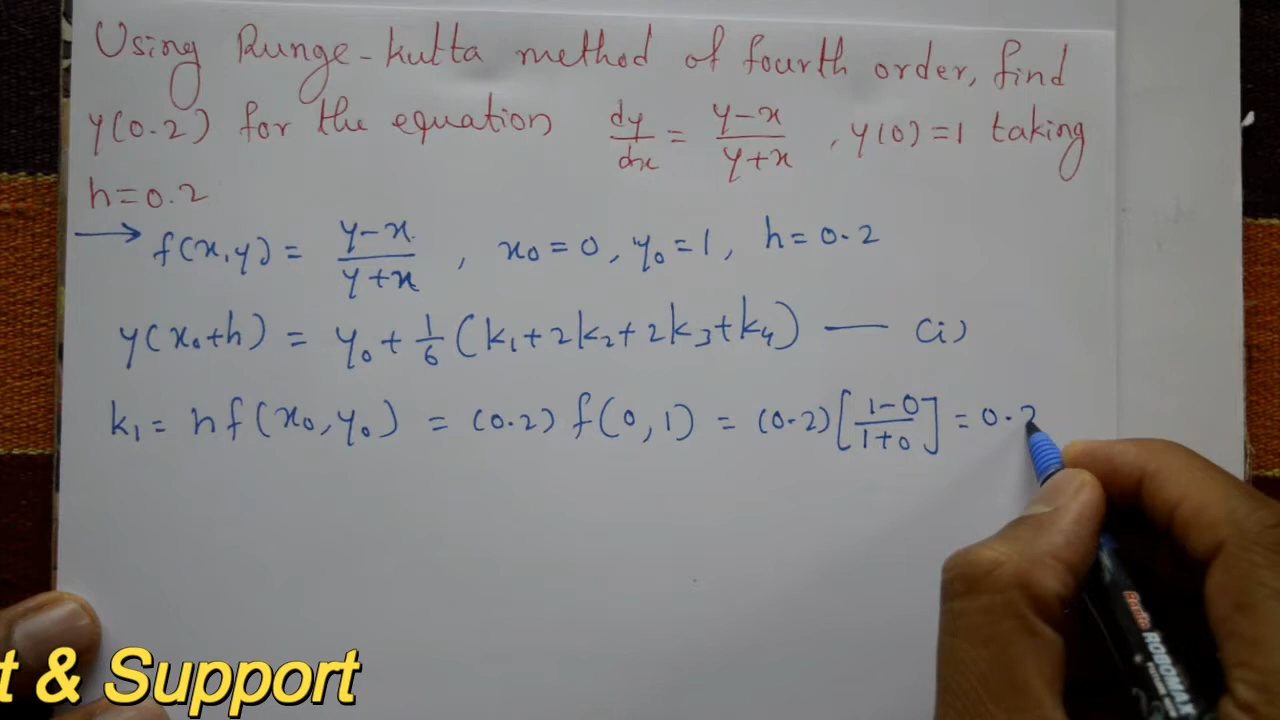 Using Runge-kutta method of fourth order, find
y(0.2) for the equation dy/dx = y-x/y+x , y(0)=1 taking
h=0.2
→ f(x,y) = y-x/y+x , x0=0, y0=1, h=0.2
y(x0+h) = y0 + 1/6 (k1+2k2+2k3+k4) — (i)
k1 = hf(x0,y0) = (0.2) f(0,1) = (0.2)[1-0/1+0] = 0.2
t & Support
ROBOMAX